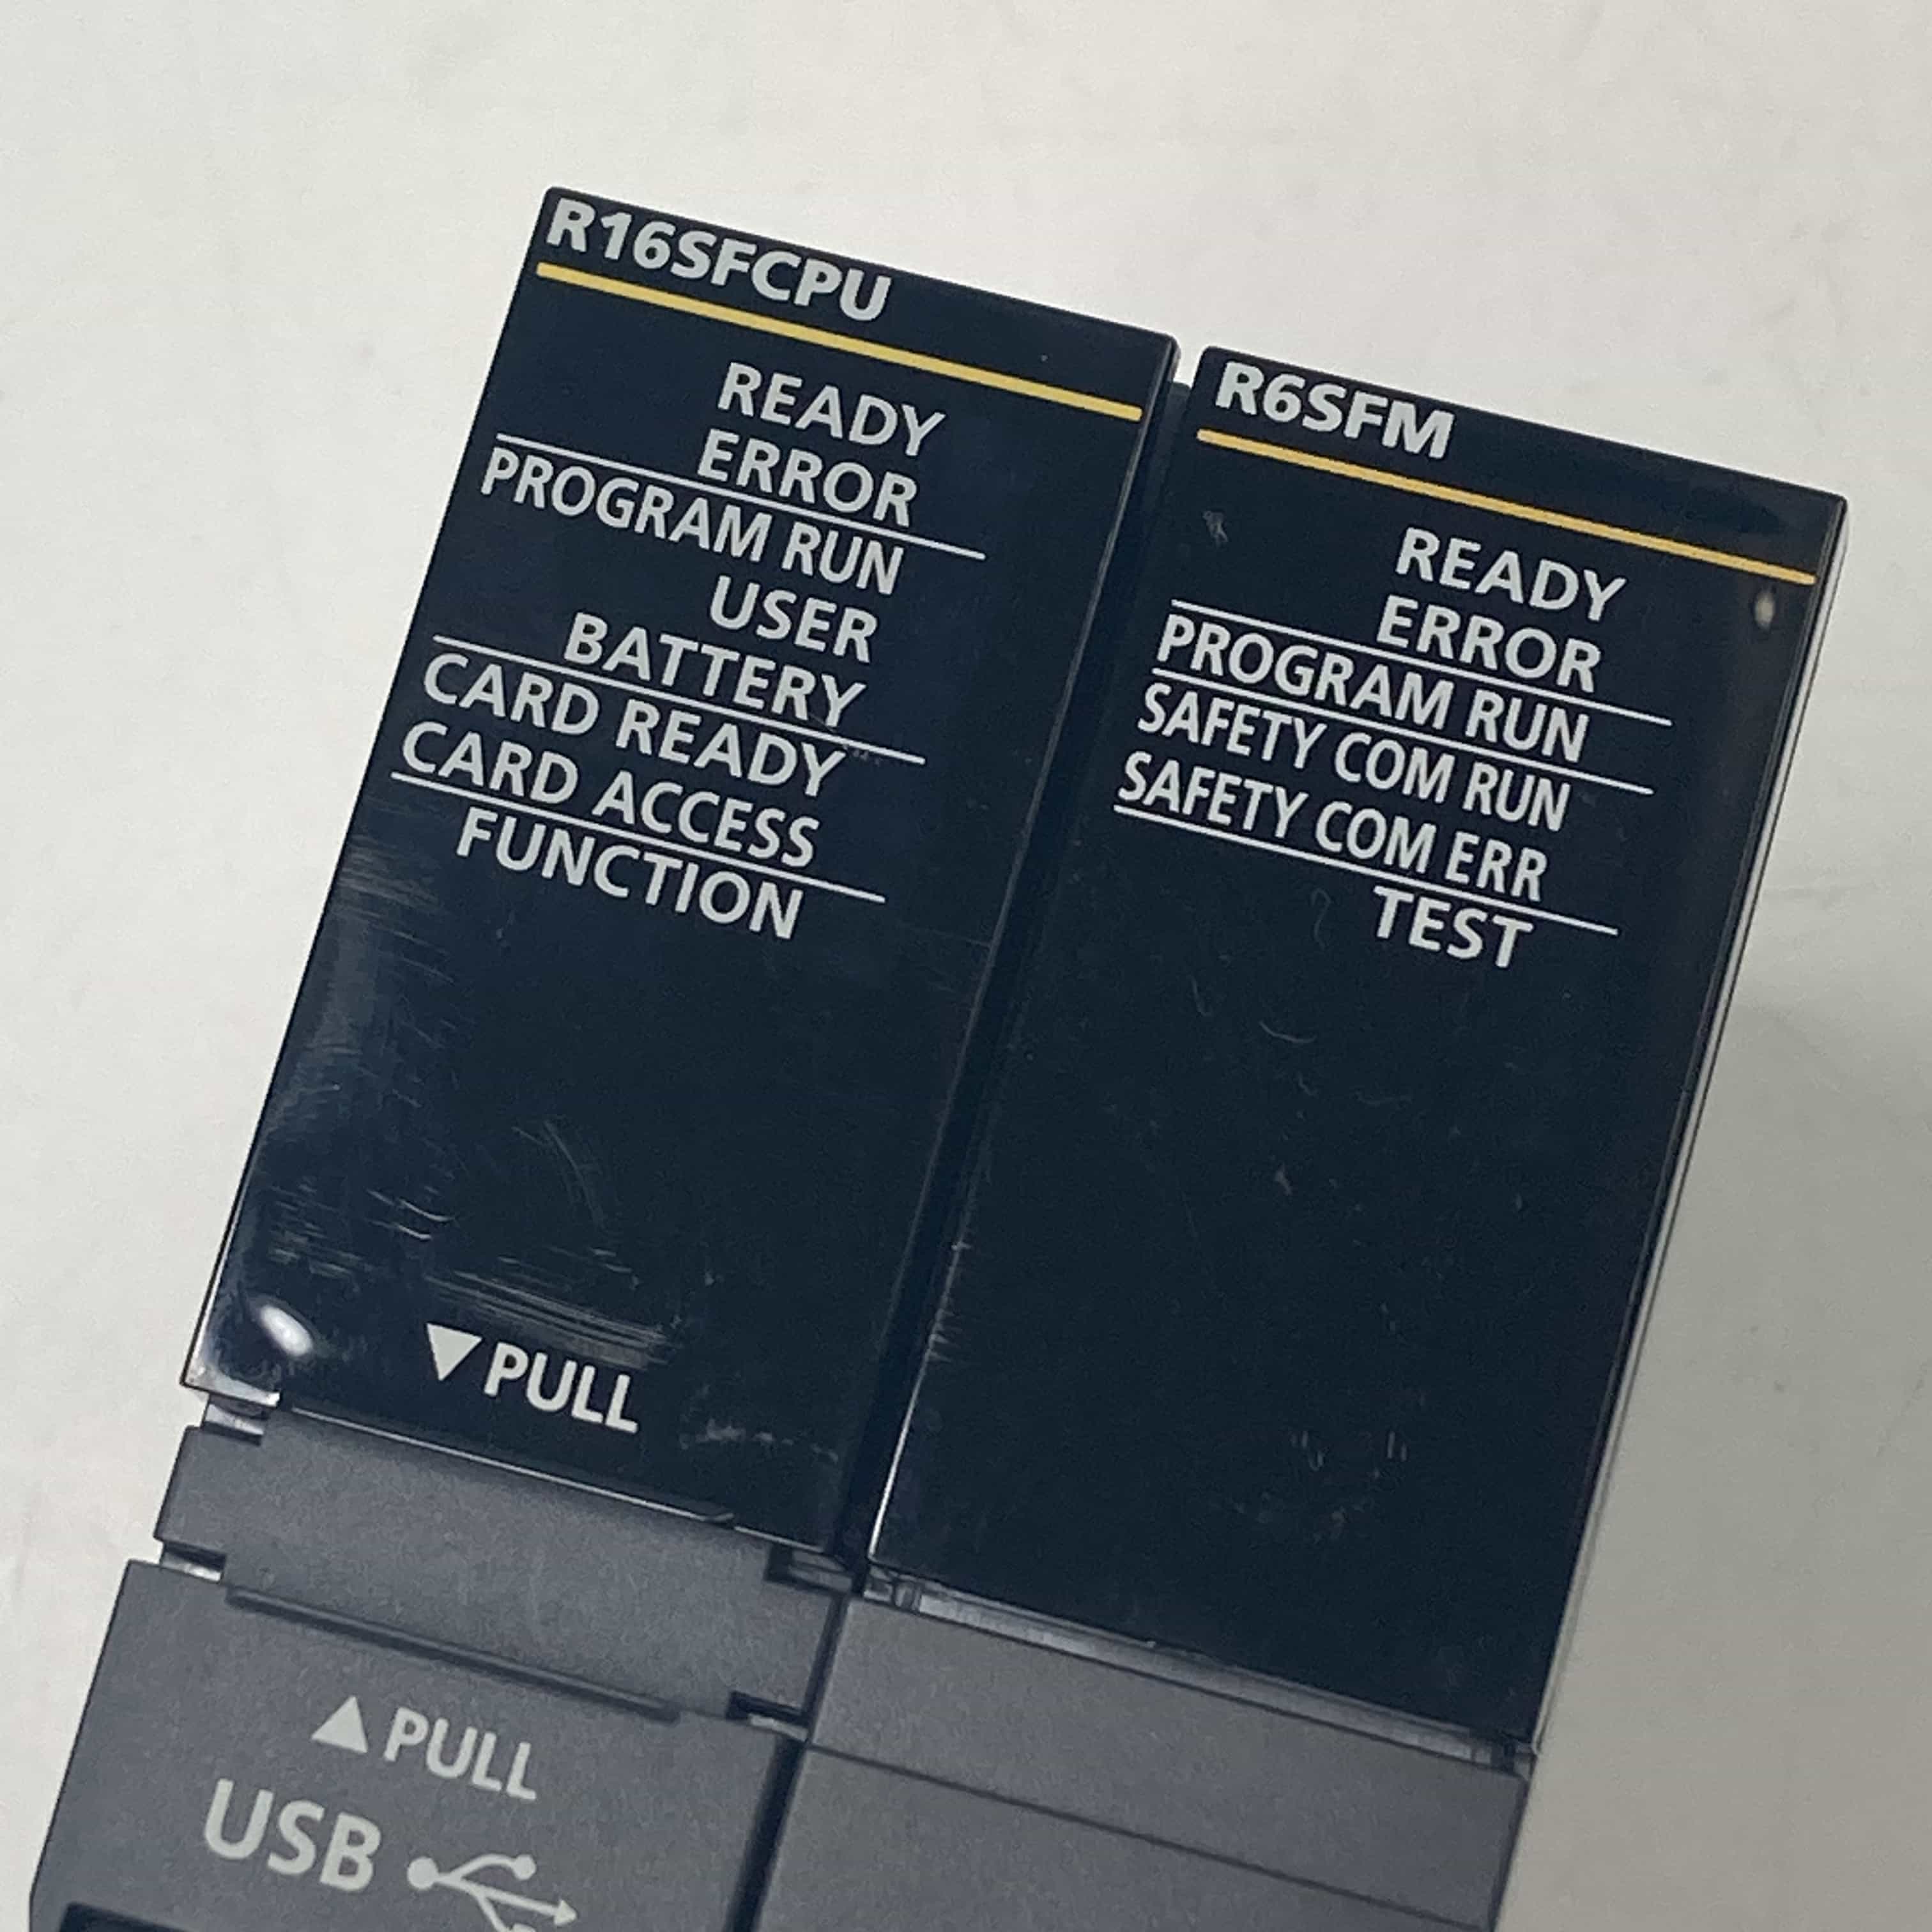 R16SFCPU
READY
ERROR
PROGRAM RUN
USER
BATTERY
CARD READY
CARD ACCESS
FUNCTION
▼PULL
▲PULL
USB
R6SFM
READY
ERROR
PROGRAM RUN
SAFETY COM RUN
SAFETY COM ERR
TEST